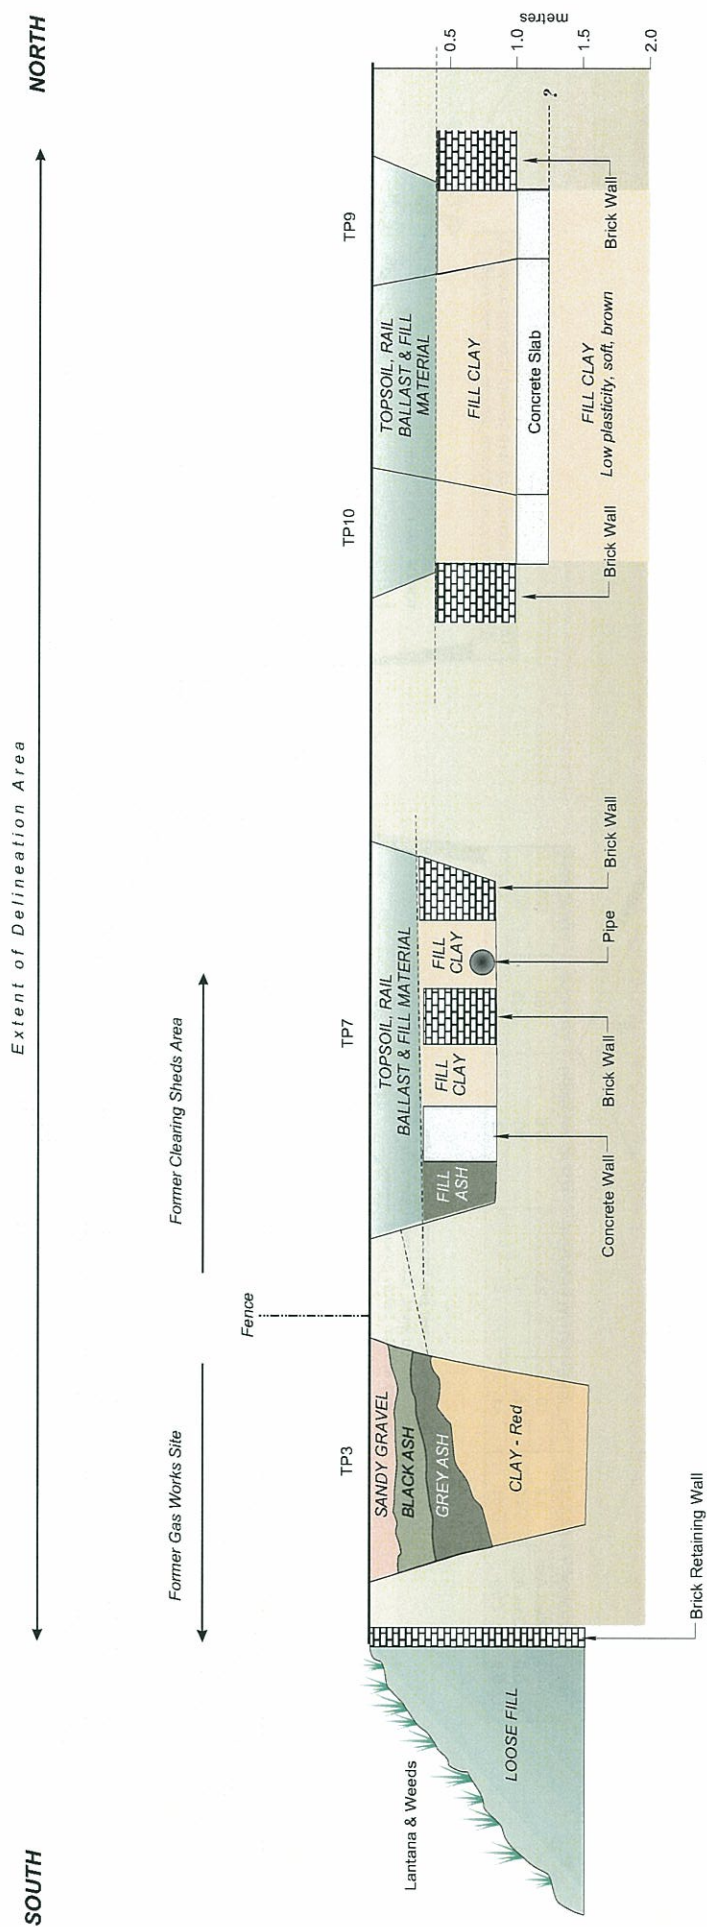 SOUTH
NORTH
Extent of Delineation Area
Former Gas Works Site
Former Clearing Sheds Area
Fence
TP3
TP7
TP10
TP9
Lantana & Weeds
LOOSE FILL
SANDY GRAVEL
BLACK ASH
GREY ASH
CLAY - Red
TOPSOIL, RAIL
BALLAST & FILL MATERIAL
FILL
ASH
FILL
CLAY
FILL
CLAY
TOPSOIL, RAIL
BALLAST & FILL
MATERIAL
FILL CLAY
Concrete Slab
FILL CLAY
Low plasticity, soft, brown
Brick Retaining Wall
Concrete Wall
Brick Wall
Pipe
Brick Wall
Brick Wall
Brick Wall
?
0.5
1.0
1.5
2.0
metres